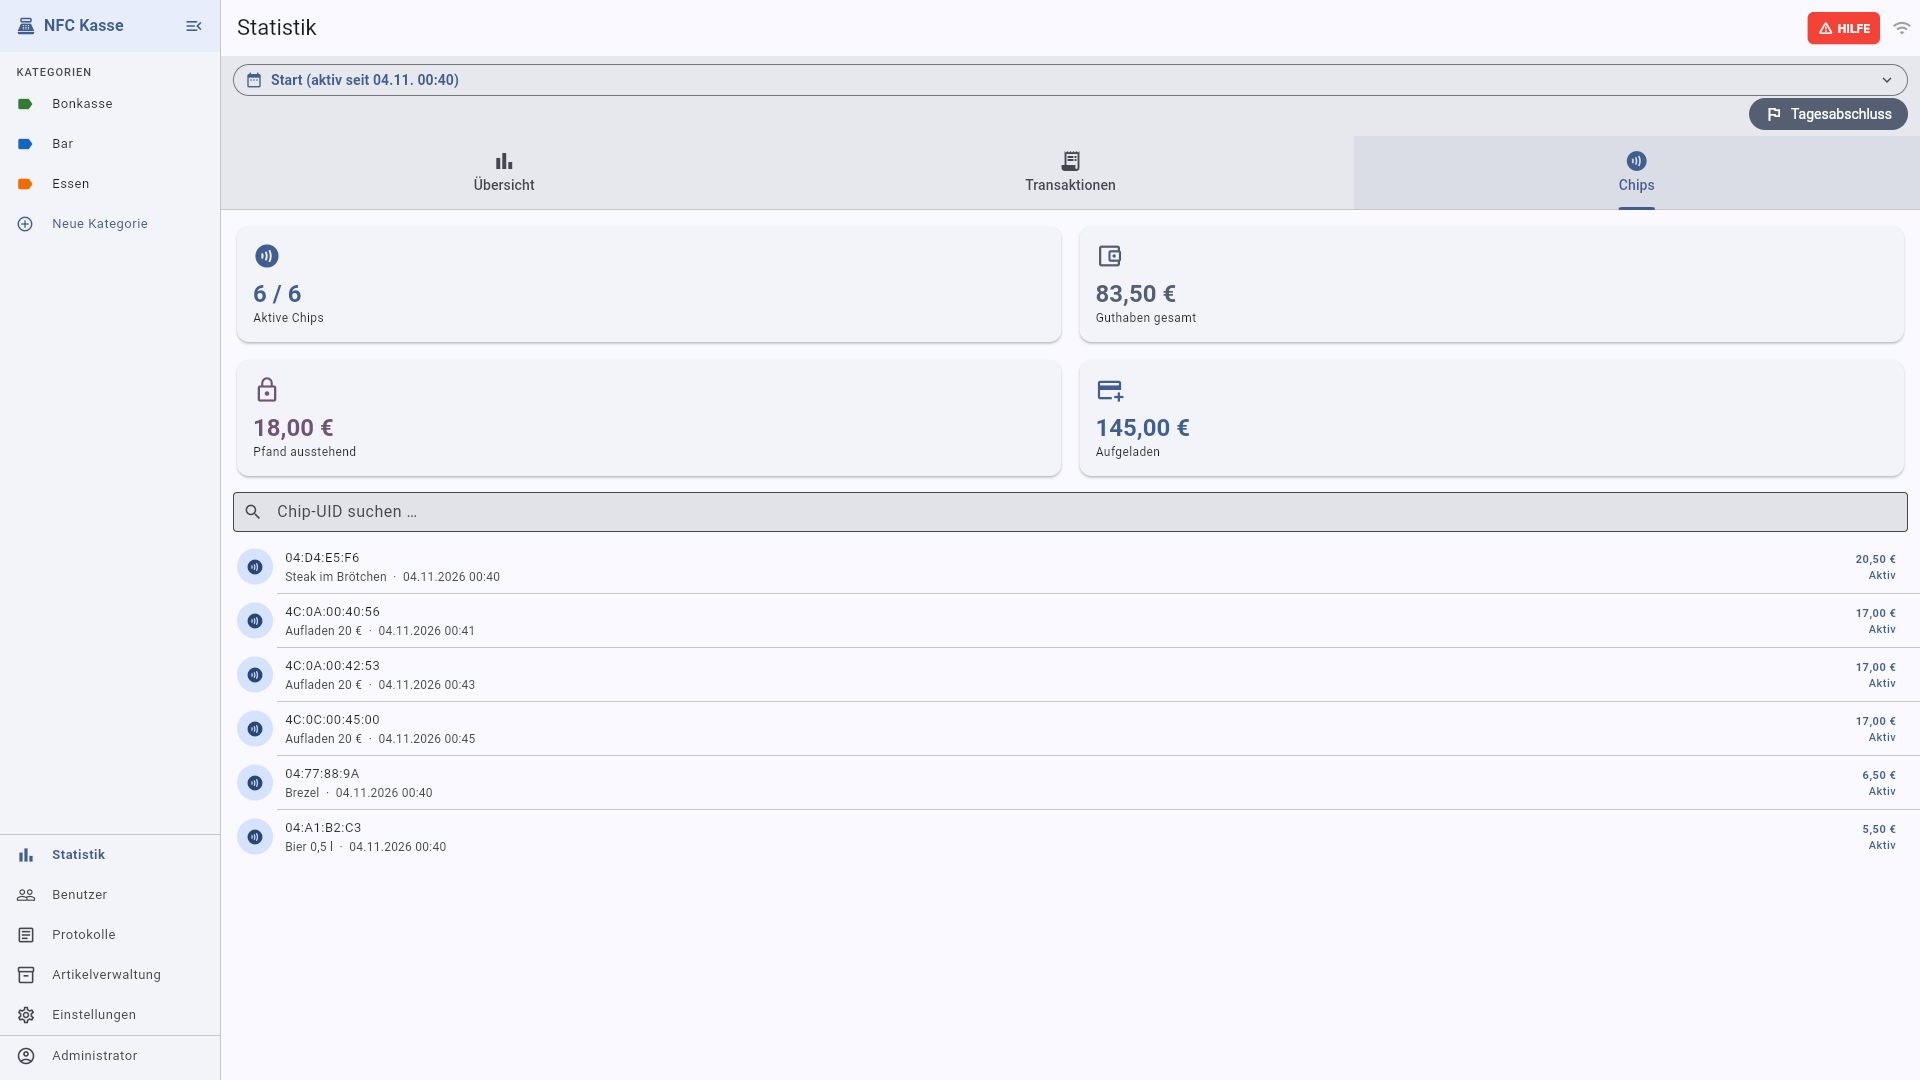 NFC Kasse
KATEGORIEN
Bonkasse
Bar
Essen
Neue Kategorie
Statistik
Benutzer
Protokolle
Artikelverwaltung
Einstellungen
Administrator
Statistik
HILFE
Start (aktiv seit 04.11. 00:40)
Tagesabschluss
Übersicht
Transaktionen
Chips
6 / 6
Aktive Chips
83,50 €
Guthaben gesamt
18,00 €
Pfand ausstehend
145,00 €
Aufgeladen
Chip-UID suchen …
04:D4:E5:F6
Steak im Brötchen · 04.11.2026 00:40
20,50 €
Aktiv
4C:0A:00:40:56
Aufladen 20 € · 04.11.2026 00:41
17,00 €
Aktiv
4C:0A:00:42:53
Aufladen 20 € · 04.11.2026 00:43
17,00 €
Aktiv
4C:0C:00:45:00
Aufladen 20 € · 04.11.2026 00:45
17,00 €
Aktiv
04:77:88:9A
Brezel · 04.11.2026 00:40
6,50 €
Aktiv
04:A1:B2:C3
Bier 0,5 l · 04.11.2026 00:40
5,50 €
Aktiv